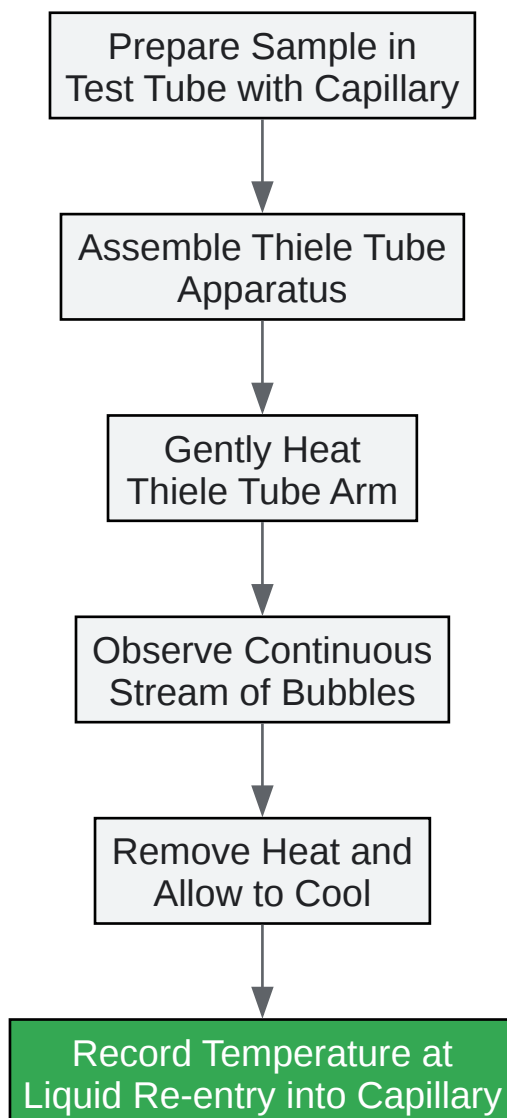 Prepare Sample in
Test Tube with Capillary
Assemble Thiele Tube
Apparatus
Gently Heat
Thiele Tube Arm
Observe Continuous
Stream of Bubbles
Remove Heat and
Allow to Cool
Record Temperature at
Liquid Re-entry into Capillary